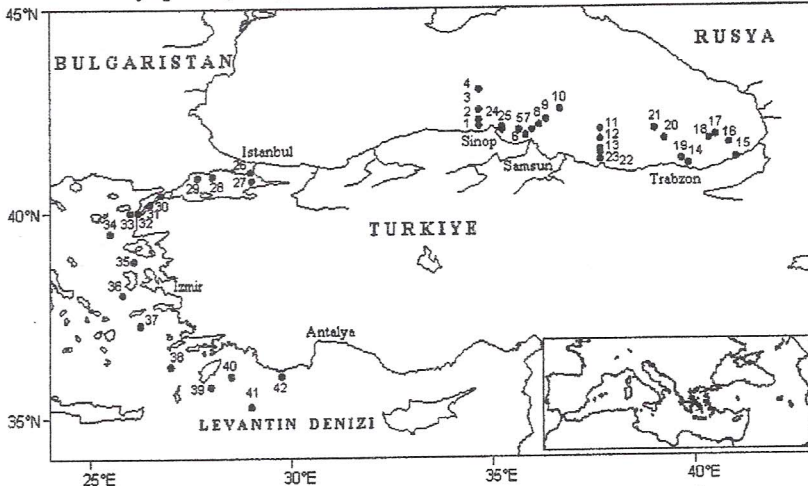 45°N
RUSYA
BULGARISTAN
4
3
2
1
24
25
57
6
8
9
10
11
12
13
23
22
21
20
19
14
18
17
16
15
Sinop
Samsun
Trabzon
Istanbul
26
27
28
29
30
31
32
33
34
40°N
TURKIYE
35
36
Izmir
37
38
Antalya
39
40
41
42
35°N
LEVANTIN DENIZI
25°E
30°E
35°E
40°E